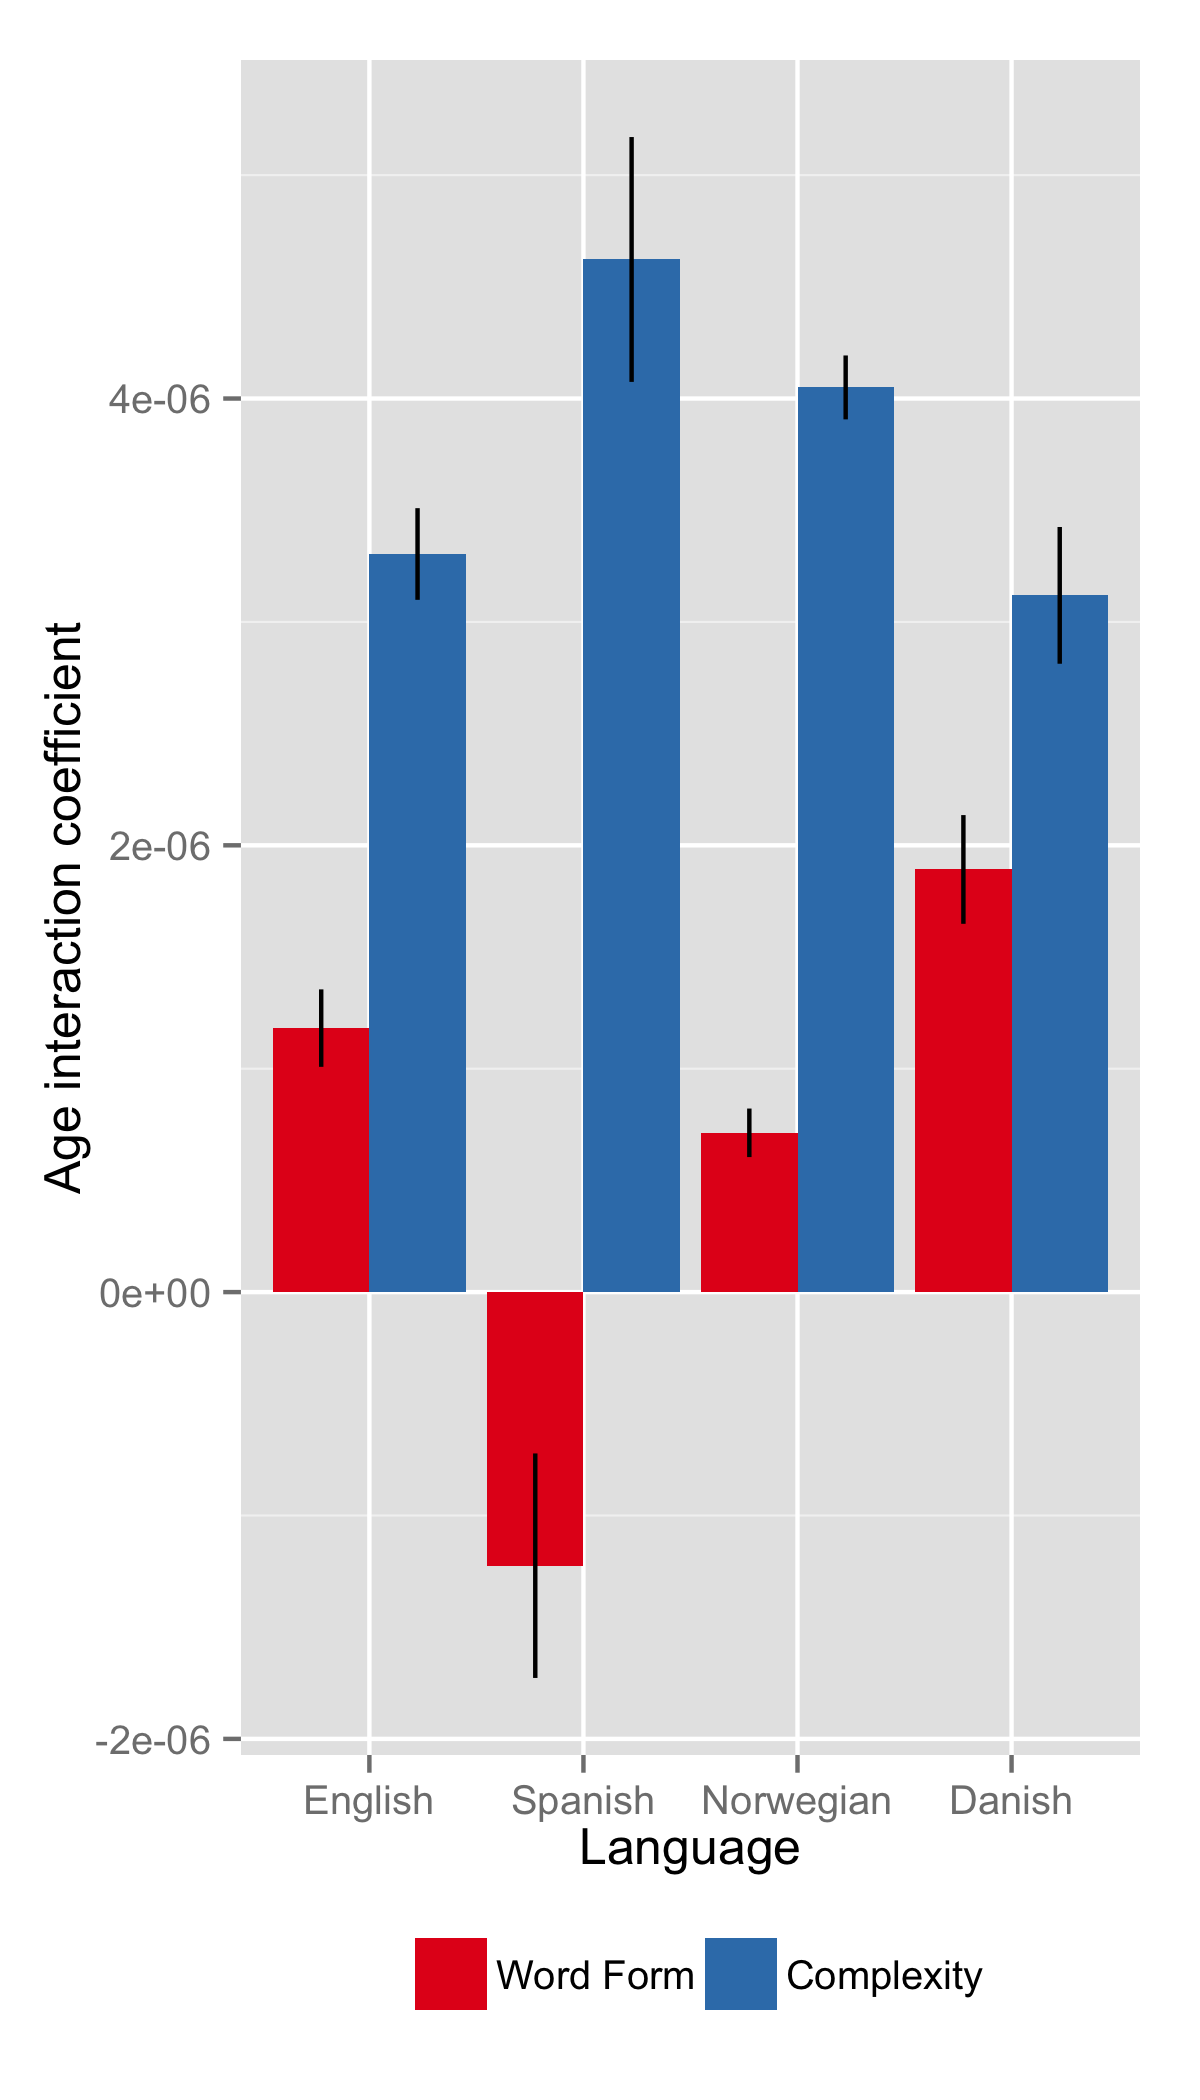 Age interaction coefficient
4e-06
2e-06
0e+00
-2e-06
English Spanish Norwegian Danish
Language
Word Form Complexity